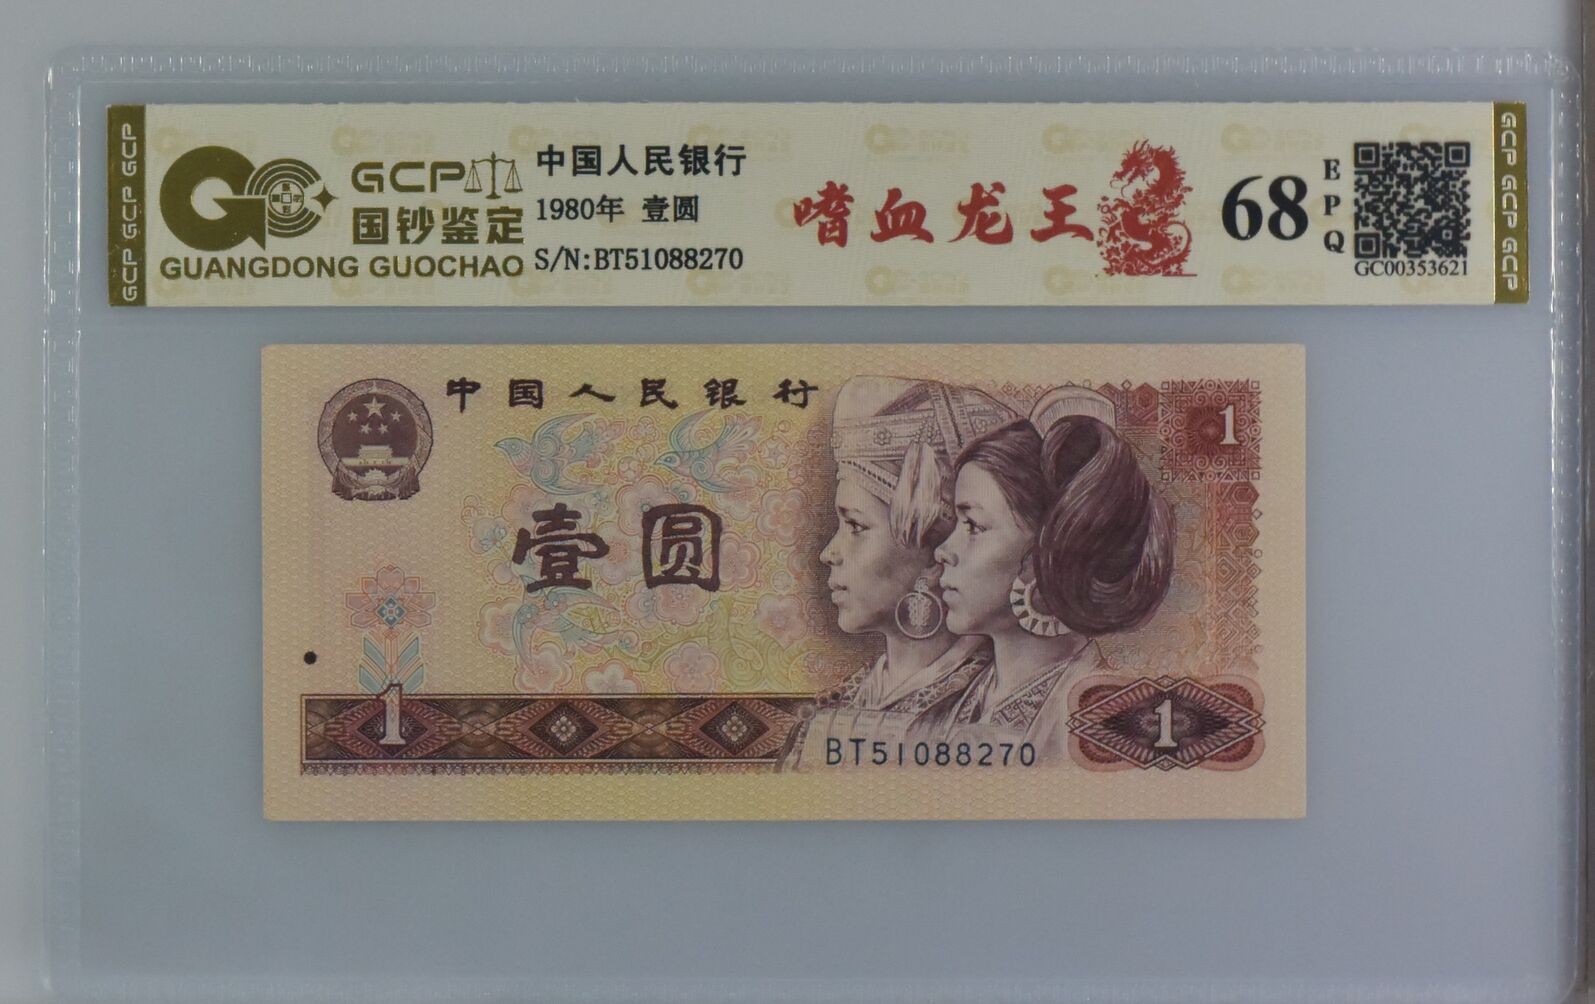 GCP
国钞鉴定
GUANGDONG GUOCHAO
中国人民银行
1980年 壹圆
S/N:BT51088270
嗜血龙王
68
EPQ
GC00353621
GCP GCP GCP
GCP GCP GCP
中国人民银行
1
壹圆
1
BT51088270
1